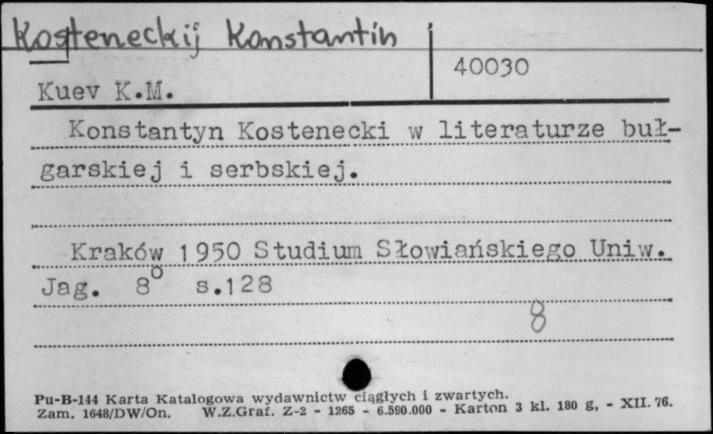 Kosteneckij Konstantin
40030
Kuev K.M.
Konstantyn Kostenecki w literaturze buł-
garskiej i serbskiej.
Kraków 1950 Studium Słowiańskiego Uniw.
Jag. 8° s.128
8
Pu-B-144 Karta Katalogowa wydawnictw ciągłych i zwartych.
Zam. 1648/DW/On. W.Z.Graf. Z-2 - 1265 - 6.590.000 - Karton 3 kl. 180 g, - XII. 76.